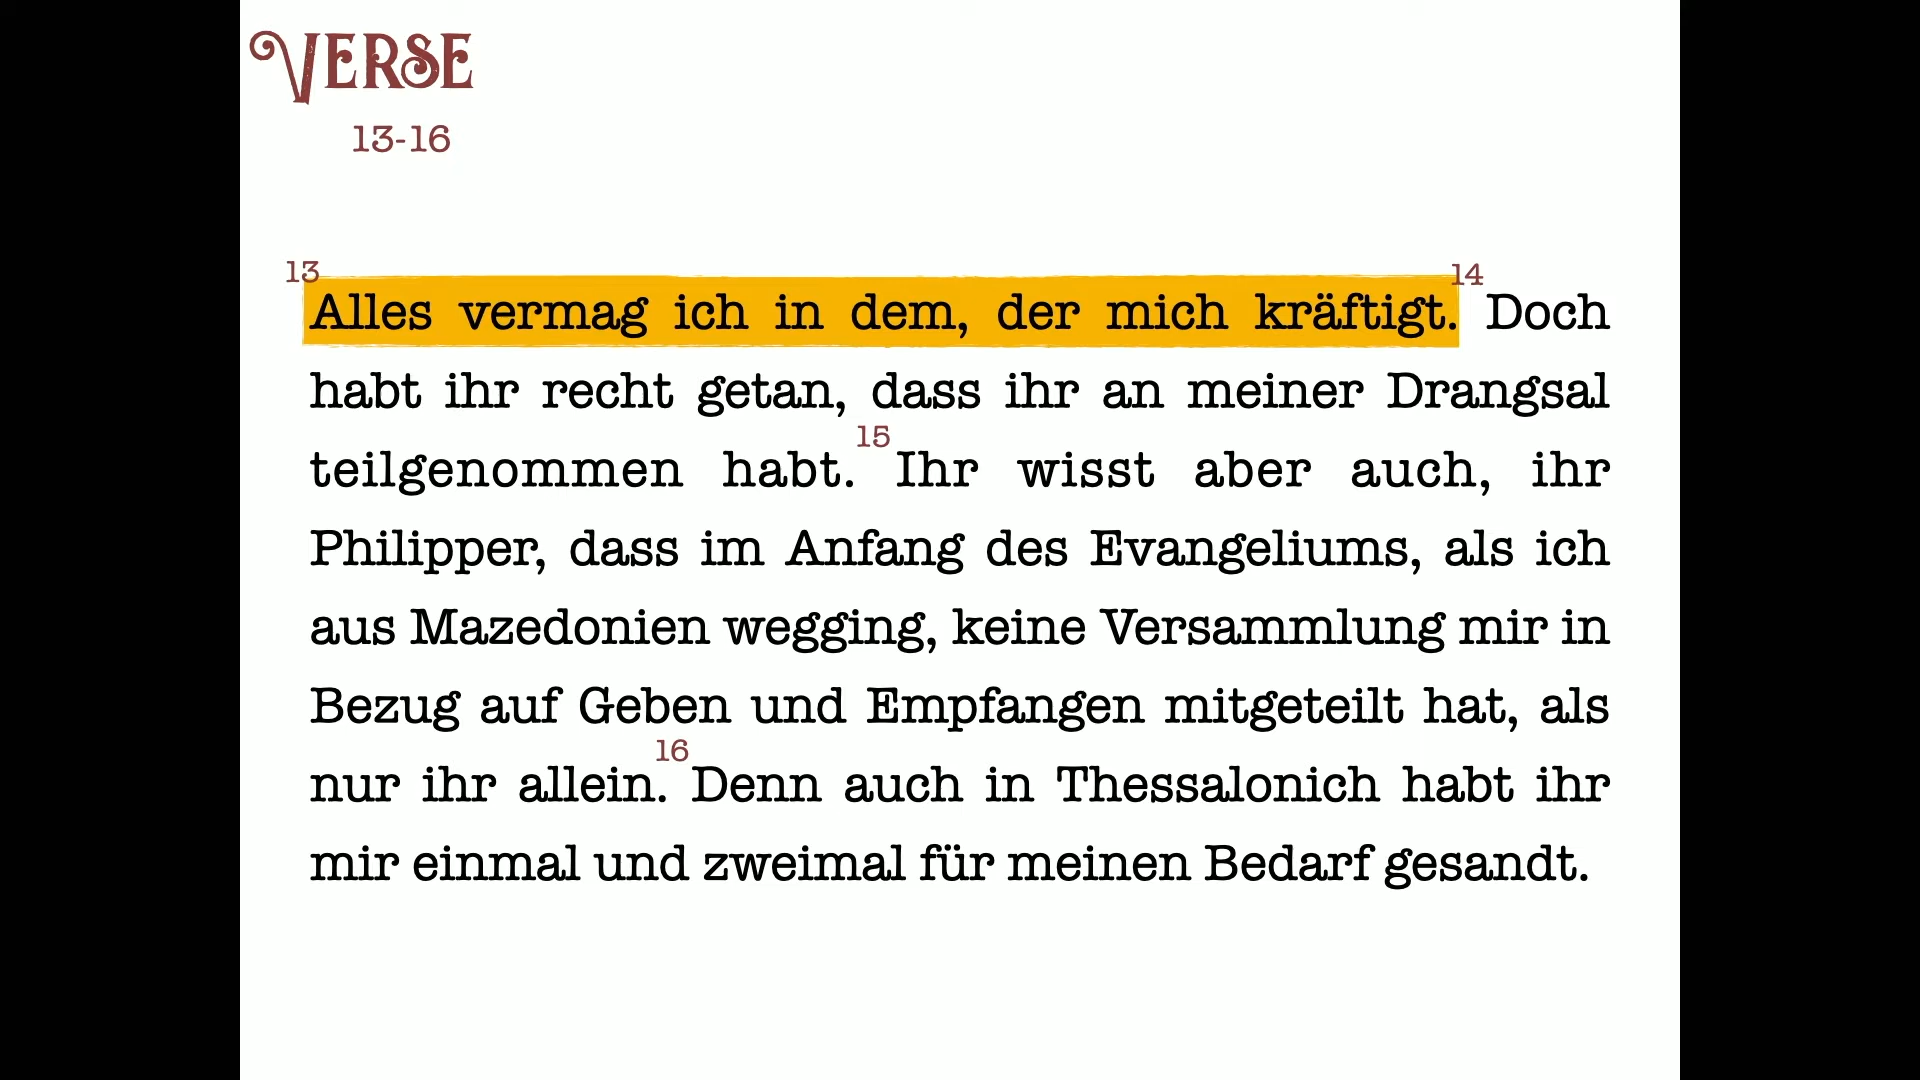 VERSE
13-16
13 Alles vermag ich in dem, der mich kräftigt. 14 Doch
habt ihr recht getan, dass ihr an meiner Drangsal
teilgenommen habt. 15 Ihr wisst aber auch, ihr
Philipper, dass im Anfang des Evangeliums, als ich
aus Mazedonien wegging, keine Versammlung mir in
Bezug auf Geben und Empfangen mitgeteilt hat, als
nur ihr allein. 16 Denn auch in Thessalonich habt ihr
mir einmal und zweimal für meinen Bedarf gesandt.